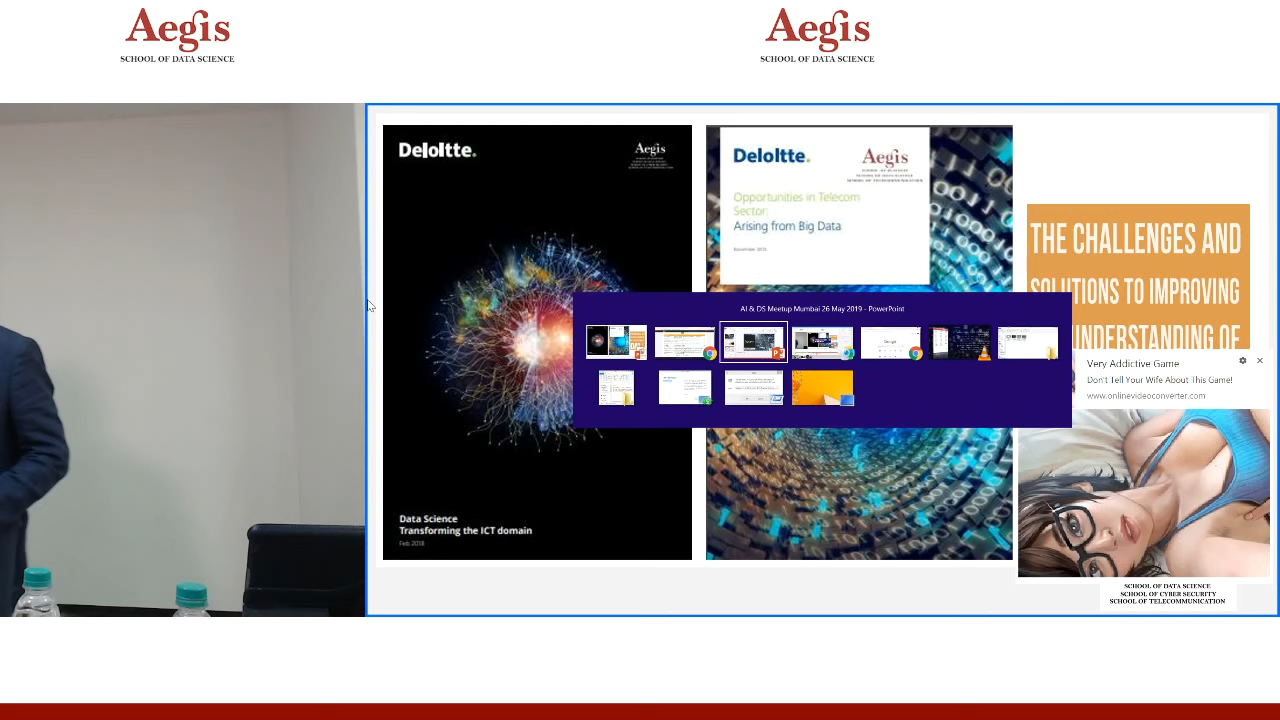 Aegis
SCHOOL OF DATA SCIENCE
Aegis
SCHOOL OF DATA SCIENCE
Deloitte.
Aegis
Data Science
Transforming the ICT domain
Feb 2018
Deloitte.
Aegis
Opportunities in Telecom
Sector:
Arising from Big Data
THE CHALLENGES AND
SOLUTIONS TO IMPROVING
UNDERSTANDING OF
AI & DS Meetup Mumbai 26 May 2019 - PowerPoint
Very Addictive Game
Don't Tell Your Wife About This Game!
www.onlinevideoconverter.com
SCHOOL OF DATA SCIENCE
SCHOOL OF CYBER SECURITY
SCHOOL OF TELECOMMUNICATION